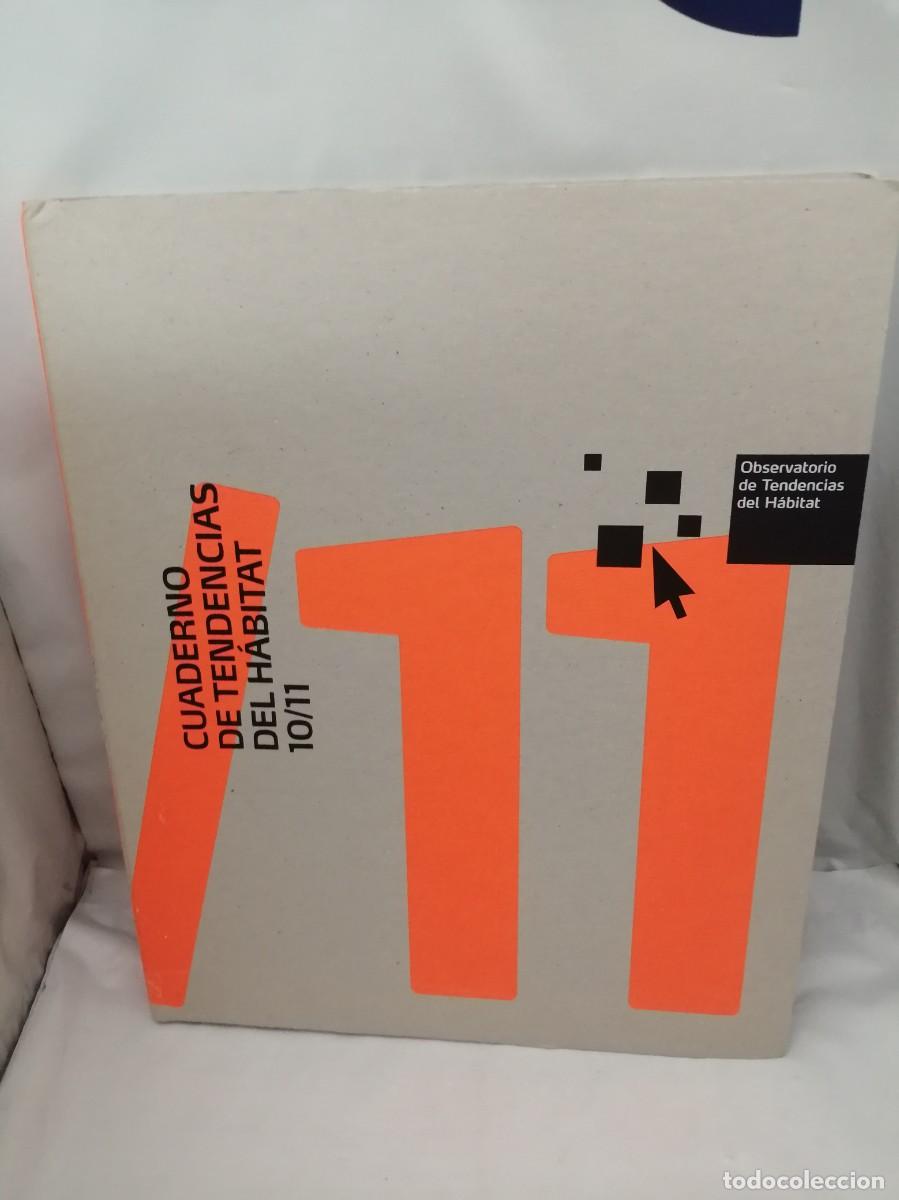 Observatorio
de Tendencias
del Hábitat
CUADERNO
DE TENDENCIAS
DEL HÁBITAT
10/11
/11
todocoleccion